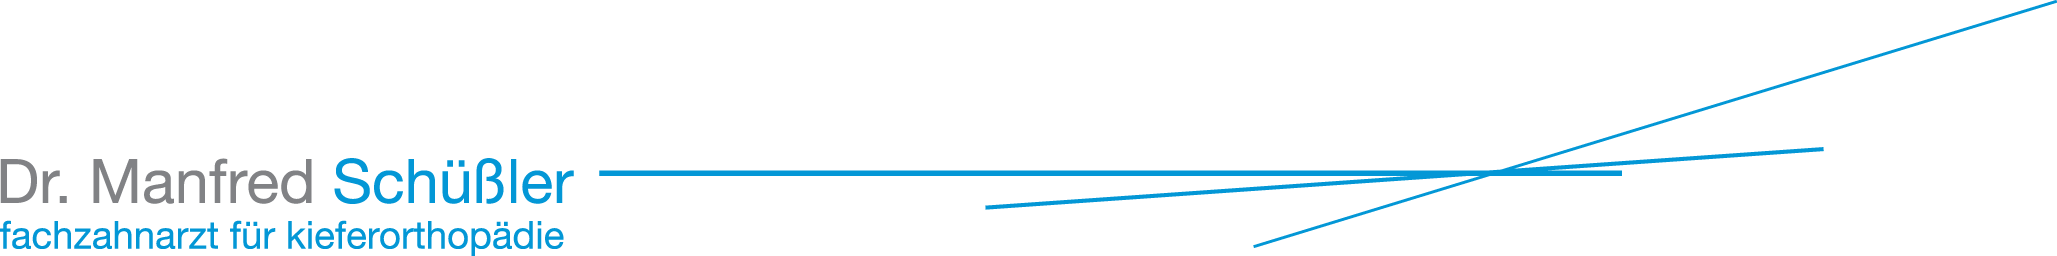 Dr. Manfred Schüßler
fachzahnarzt für kieferorthopädie